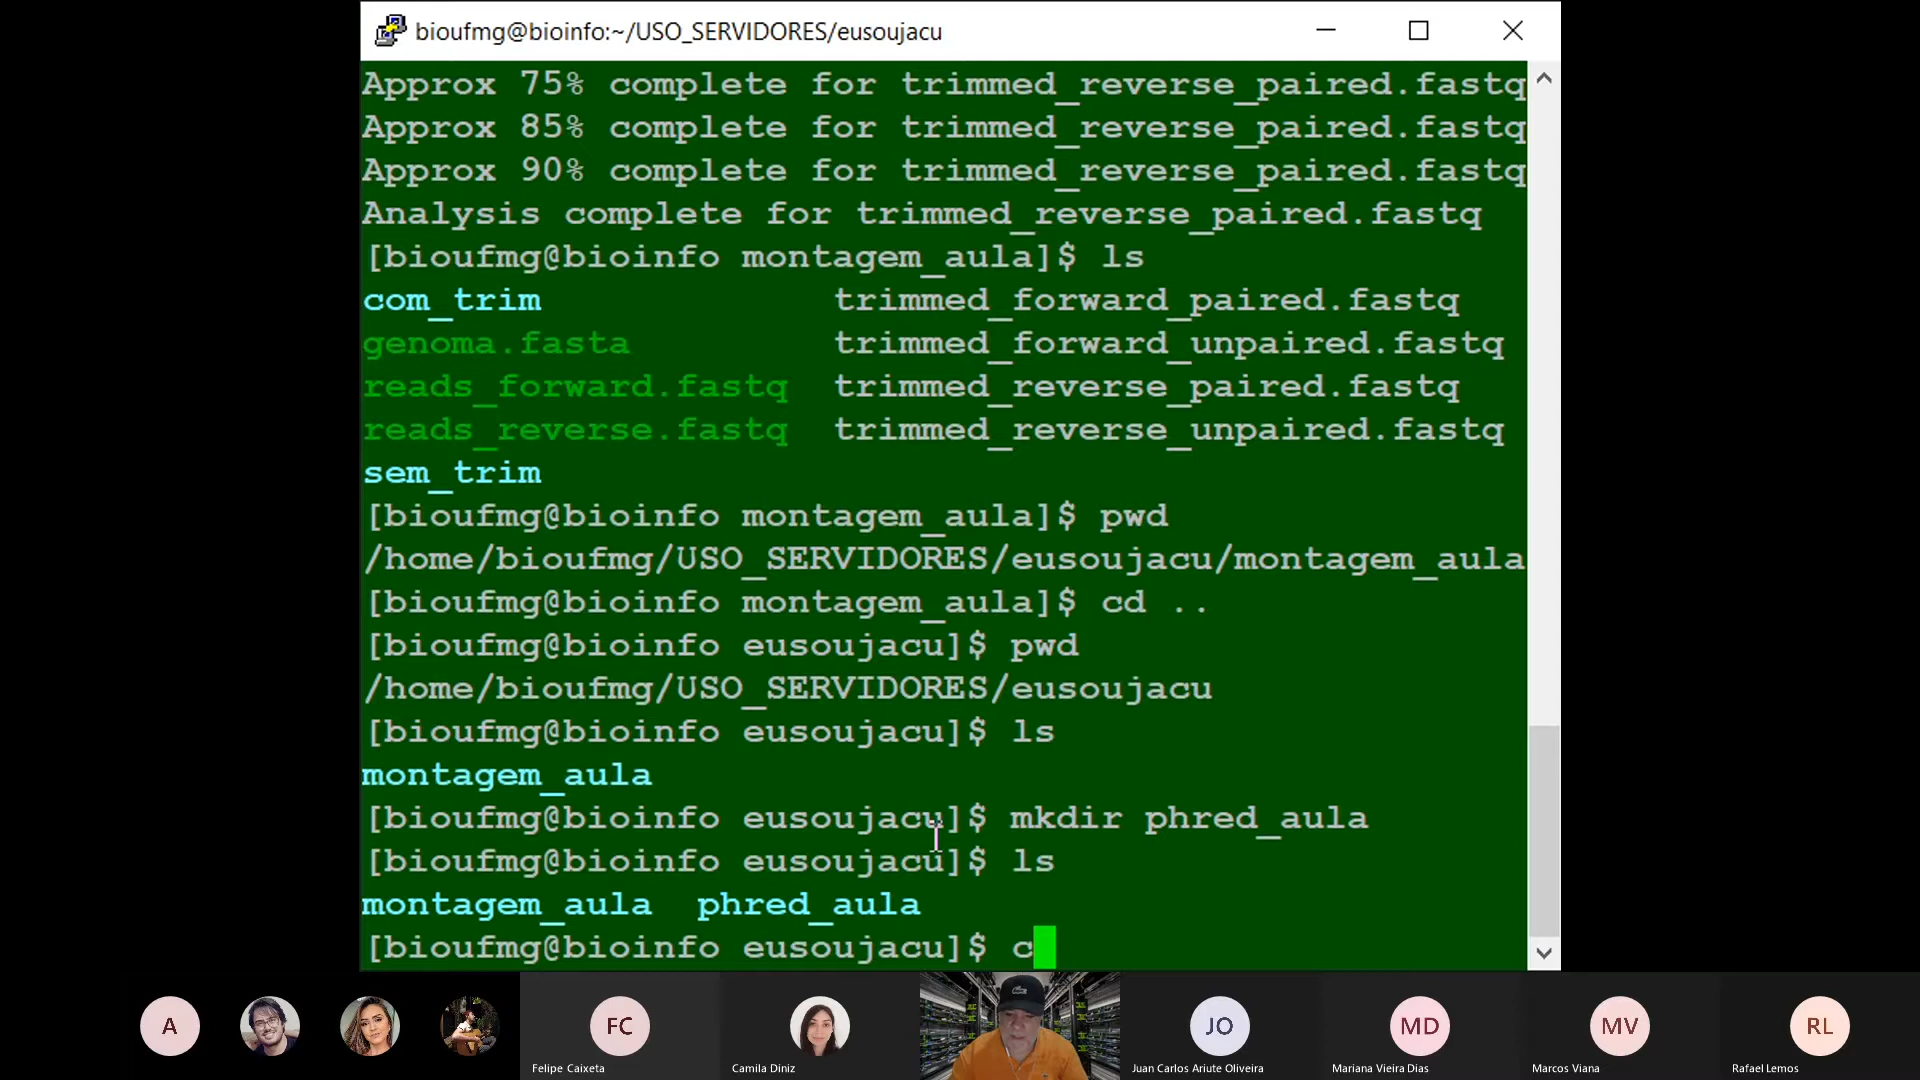 bioufmg@bioinfo:~/USO_SERVIDORES/eusoujacu
Approx 75% complete for trimmed_reverse_paired.fastq
Approx 85% complete for trimmed_reverse_paired.fastq
Approx 90% complete for trimmed_reverse_paired.fastq
Analysis complete for trimmed_reverse_paired.fastq
[bioufmg@bioinfo montagem_aula]$ ls
com_trim trimmed_forward_paired.fastq
genoma.fasta trimmed_forward_unpaired.fastq
reads_forward.fastq trimmed_reverse_paired.fastq
reads_reverse.fastq trimmed_reverse_unpaired.fastq
sem_trim
[bioufmg@bioinfo montagem_aula]$ pwd
/home/bioufmg/USO_SERVIDORES/eusoujacu/montagem_aula
[bioufmg@bioinfo montagem_aula]$ cd ..
[bioufmg@bioinfo eusoujacu]$ pwd
/home/bioufmg/USO_SERVIDORES/eusoujacu
[bioufmg@bioinfo eusoujacu]$ ls
montagem_aula
[bioufmg@bioinfo eusoujacu]$ mkdir phred_aula
[bioufmg@bioinfo eusoujacu]$ ls
montagem_aula phred_aula
[bioufmg@bioinfo eusoujacu]$ c
A FC JO MD MV RL
Felipe Caixeta Camila Diniz Juan Carlos Ariute Oliveira Mariana Vieira Dias Marcos Viana Rafael Lemos